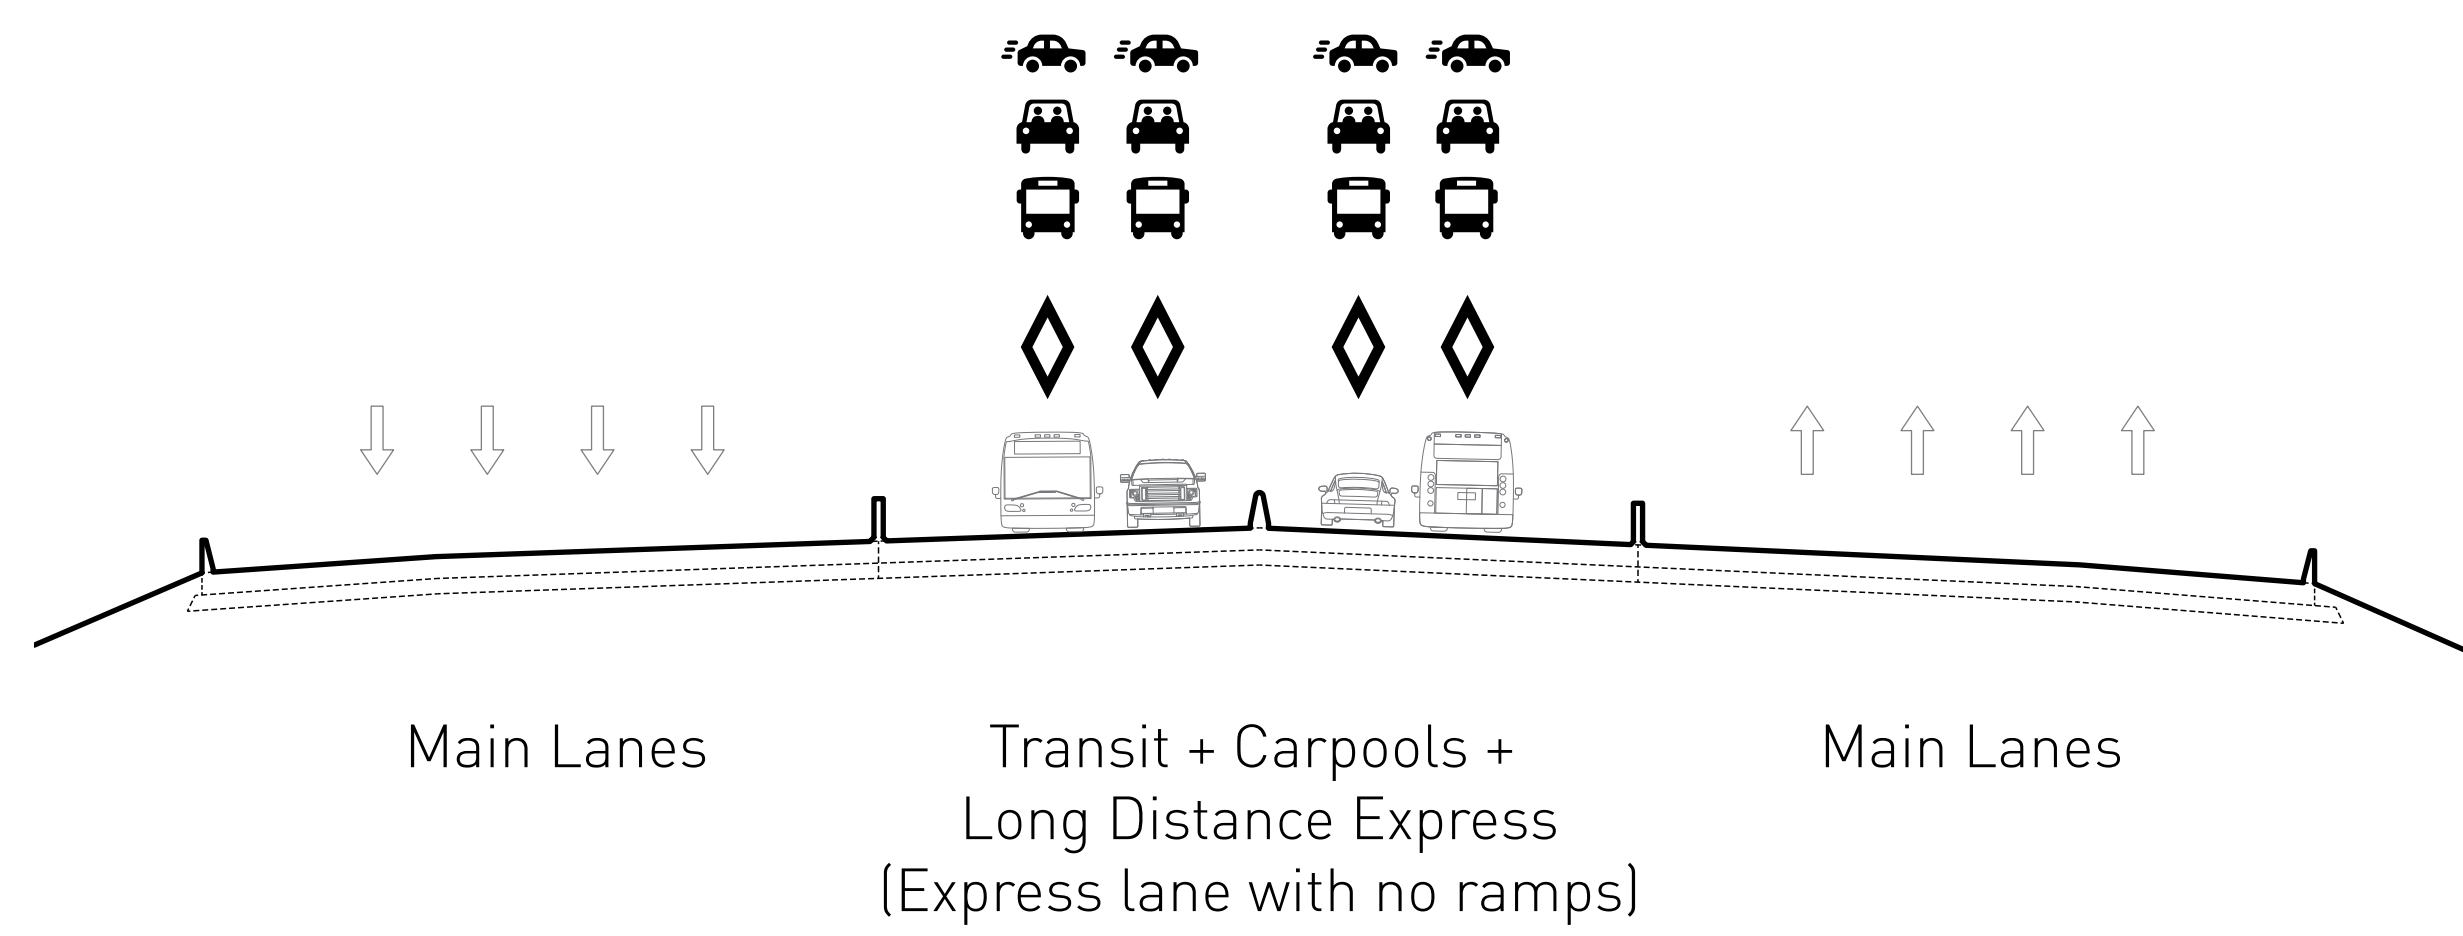 Main Lanes
Transit + Carpools +
Long Distance Express
(Express lane with no ramps)
Main Lanes